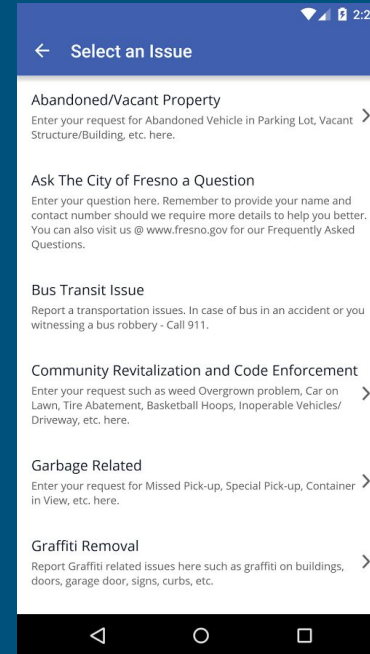 2:2
Select an Issue
Abandoned/Vacant Property
Enter your request for Abandoned Vehicle in Parking Lot, Vacant
Structure/Building, etc. here.
Ask The City of Fresno a Question
Enter your question here. Remember to provide your name and
contact number should we require more details to help you better.
You can also visit us @ www.fresno.gov for our Frequently Asked
Questions.
Bus Transit Issue
Report a transportation issues. In case of bus in an accident or you
witnessing a bus robbery - Call 911.
Community Revitalization and Code Enforcement
Enter your request such as weed Overgrown problem, Car on
Lawn, Tire Abatement, Basketball Hoops, Inoperable Vehicles/
Driveway, etc. here.
Garbage Related
Enter your request for Missed Pick-up, Special Pick-up, Container
in View, etc. here.
Graffiti Removal
Report Graffiti related issues here such as graffiti on buildings,
doors, garage door, signs, curbs, etc.